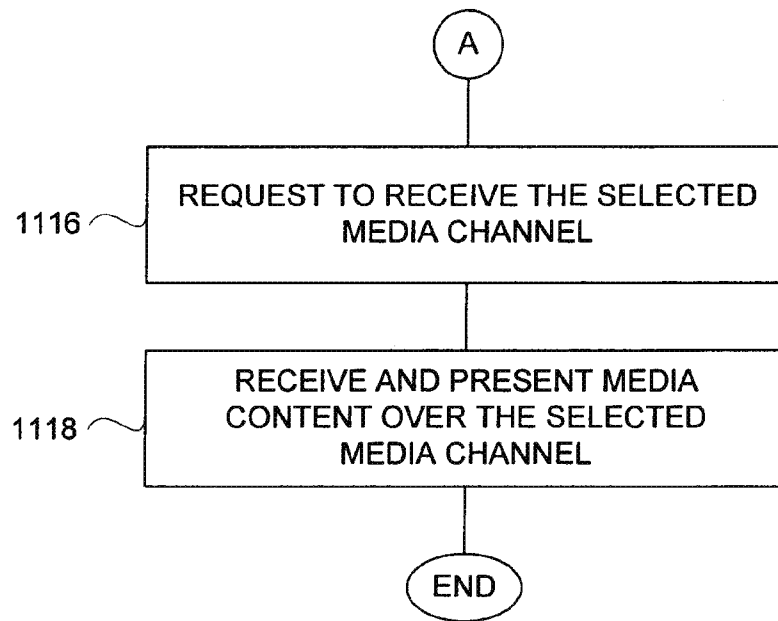 A
1116
REQUEST TO RECEIVE THE SELECTED
MEDIA CHANNEL
1118
RECEIVE AND PRESENT MEDIA
CONTENT OVER THE SELECTED
MEDIA CHANNEL
END